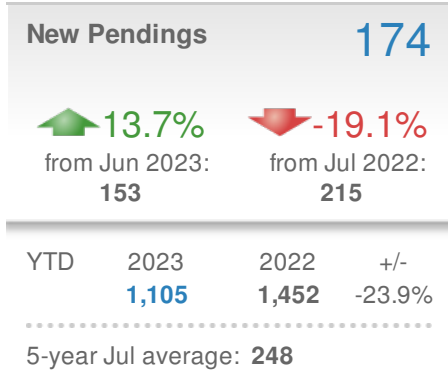 New Pendings 174
13.7% -19.1%
from Jun 2023: from Jul 2022:
153 215
YTD 2023 2022 +/-
1,105 1,452 -23.9%
5-year Jul average: 248